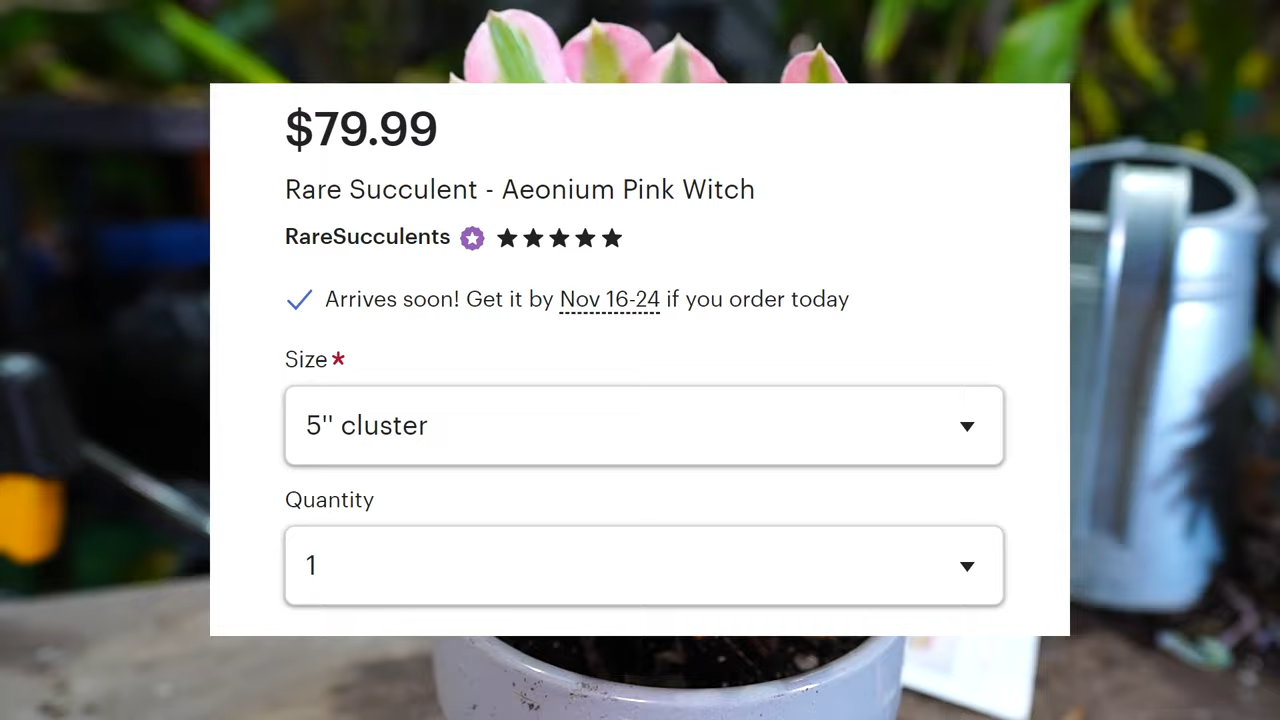 $79.99
Rare Succulent - Aeonium Pink Witch
RareSucculents
Arrives soon! Get it by Nov 16-24 if you order today
Size*
5'' cluster
Quantity
1